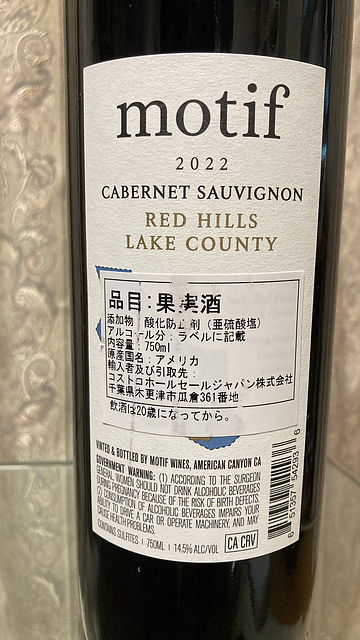 motif
2022
CABERNET SAUVIGNON
RED HILLS
LAKE COUNTY
品目：果実酒
添加物：酸化防止剤（亜硫酸塩）
アルコール分：ラベルに記載
内容量：750ml
原産国名：アメリカ
輸入者及び引取先：
コストコホールセールジャパン株式会社
千葉県木更津市瓜倉361番地
飲酒は20歳になってから。
VINTED & BOTTLED BY MOTIF WINES, AMERICAN CANYON CA
GOVERNMENT WARNING: (1) ACCORDING TO THE SURGEON
GENERAL WOMEN SHOULD NOT DRINK ALCOHOLIC BEVERAGES
DURING PREGNANCY BECAUSE OF THE RISK OF BIRTH DEFECTS.
(2) CONSUMPTION OF ALCOHOLIC BEVERAGES IMPAIRS YOUR
ABILITY TO DRIVE A CAR OR OPERATE MACHINERY, AND MAY
CAUSE HEALTH PROBLEMS.
CONTAINS SULFITES | 750ML | 14.5% ALC/VOL CA CRV
6 51357 54293 6